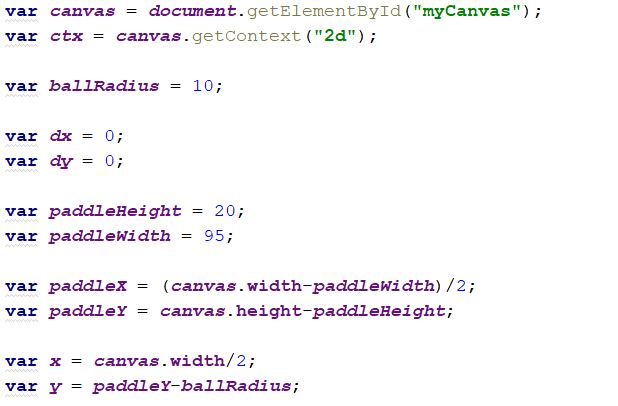 var canvas = document.getElementById("myCanvas");
var ctx = canvas.getContext("2d");
var ballRadius = 10;
var dx = 0;
var dy = 0;
var paddleHeight = 20;
var paddleWidth = 95;
var paddleX = (canvas.width-paddleWidth)/2;
var paddleY = canvas.height-paddleHeight;
var x = canvas.width/2;
var y = paddleY-ballRadius;